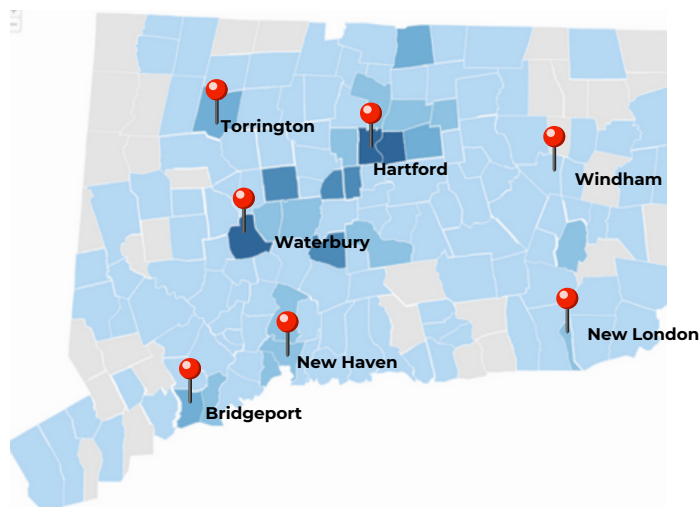 Torrington
Hartford
Windham
Waterbury
New London
New Haven
Bridgeport